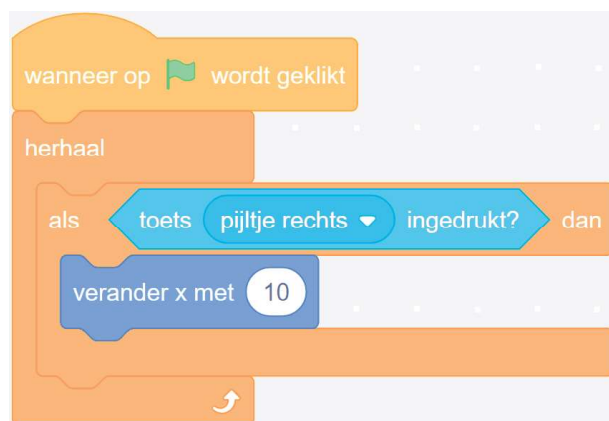 wanneer op wordt geklikt
herhaal
als toets pijltje rechts ingedrukt? dan
verander x met 10